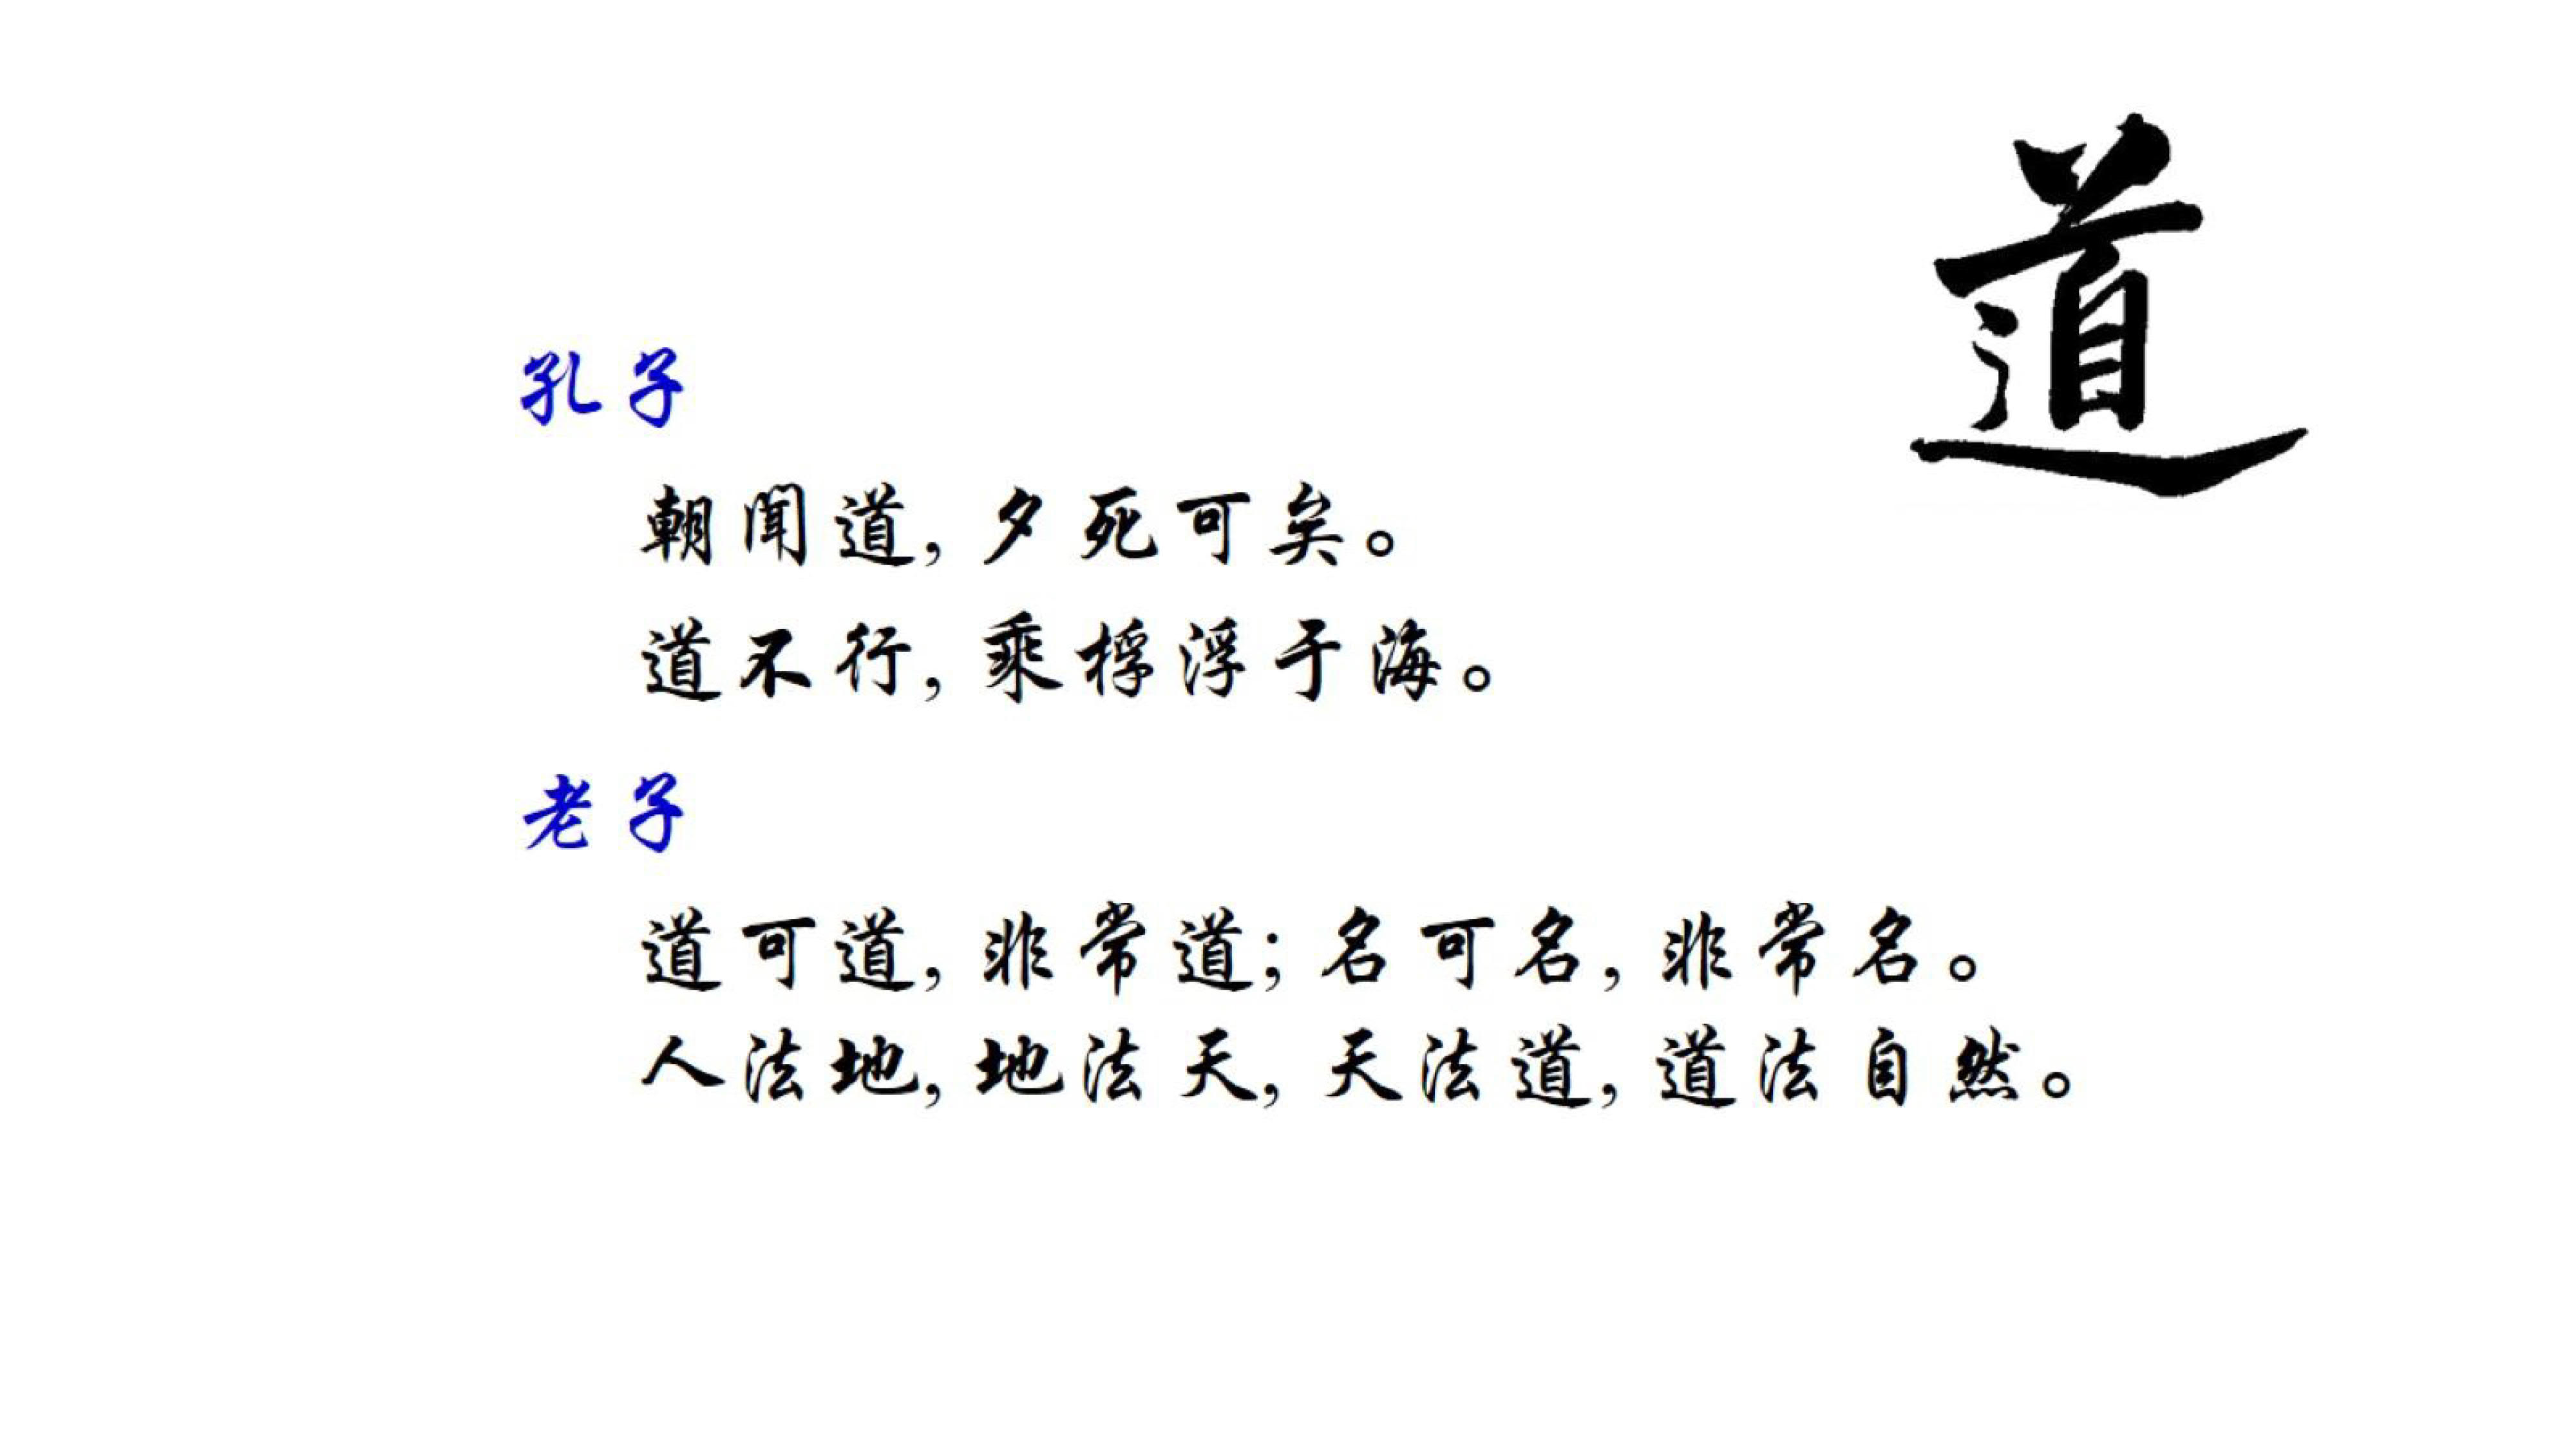 道
孔子
朝闻道,夕死可矣。
道不行,乘桴浮于海。
老子
道可道,非常道;名可名,非常名。
人法地,地法天,天法道,道法自然。